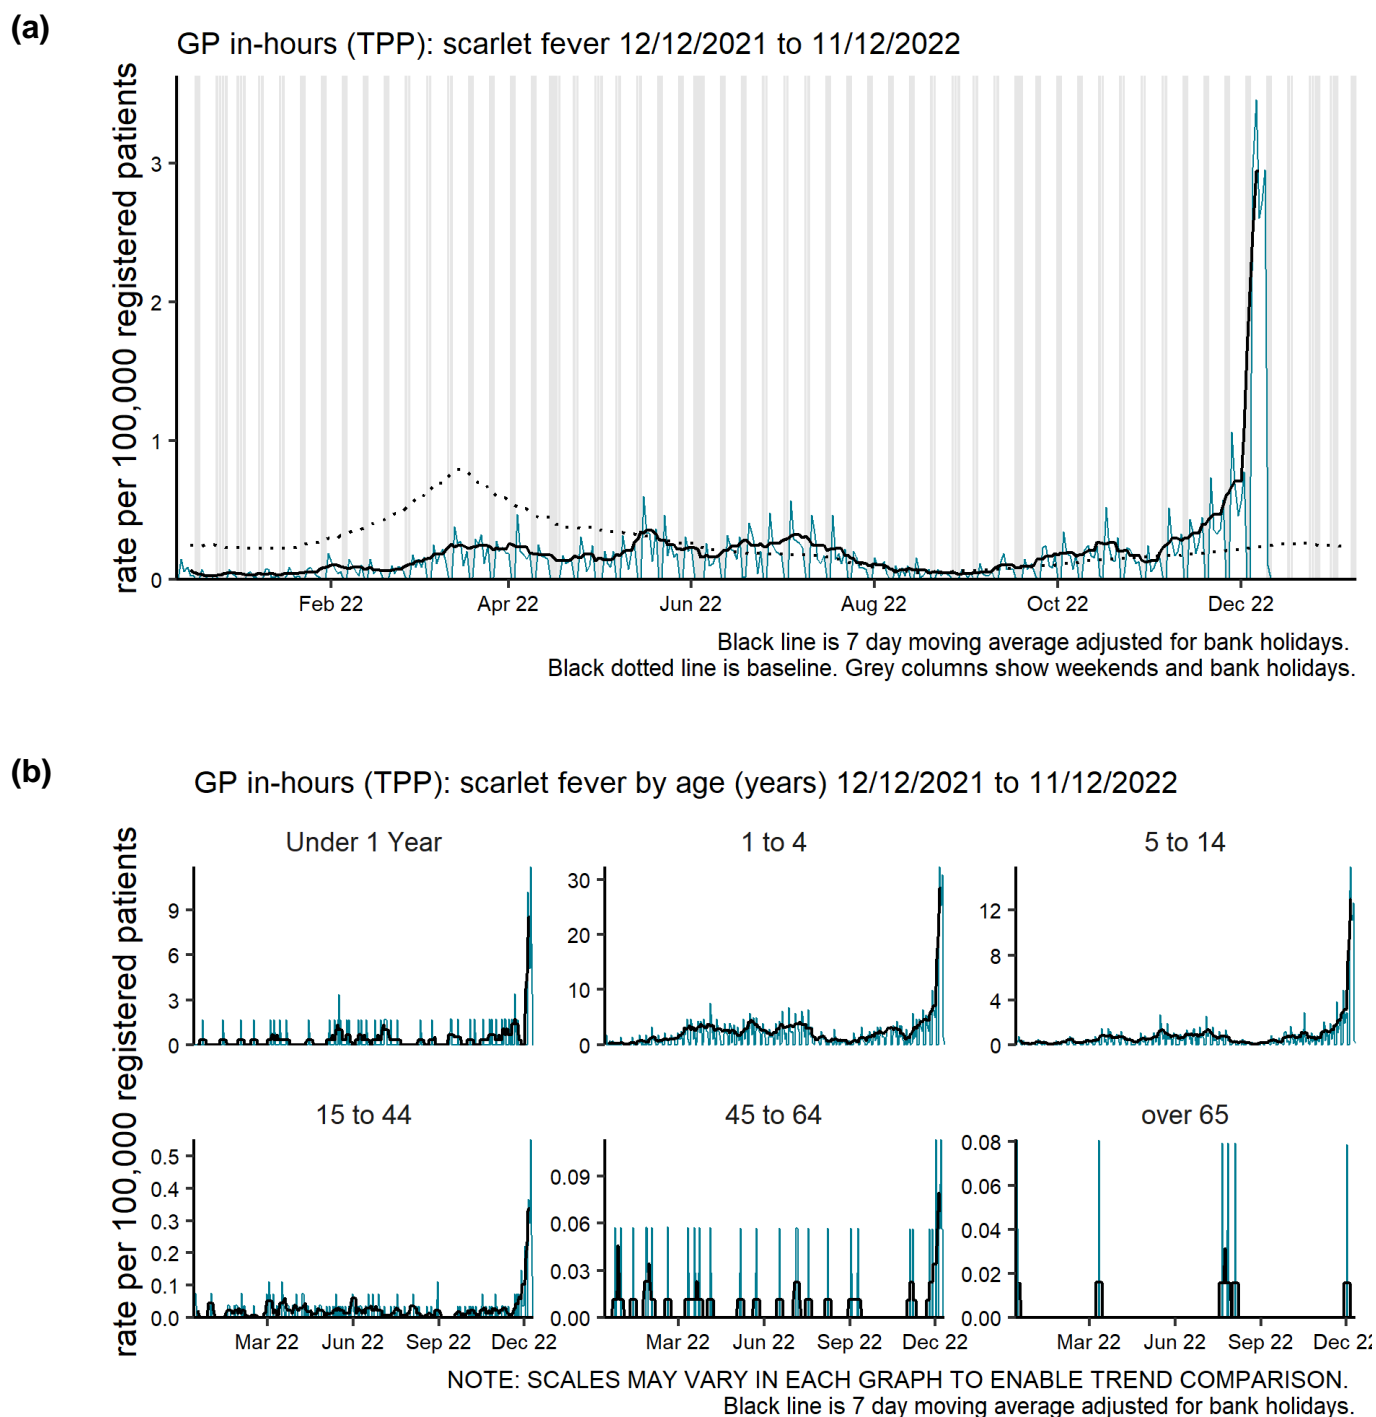 (a)
GP in-hours (TPP): scarlet fever 12/12/2021 to 11/12/2022
rate per 100,000 registered patients
3
2
1
0
Feb 22 Apr 22 Jun 22 Aug 22 Oct 22 Dec 22
Black line is 7 day moving average adjusted for bank holidays.
Black dotted line is baseline. Grey columns show weekends and bank holidays.
(b)
GP in-hours (TPP): scarlet fever by age (years) 12/12/2021 to 11/12/2022
rate per 100,000 registered patients
Under 1 Year
9
6
3
0
1 to 4
30
20
10
0
5 to 14
12
8
4
0
15 to 44
0.5
0.4
0.3
0.2
0.1
0.0
Mar 22 Jun 22 Sep 22 Dec 22
45 to 64
0.09
0.06
0.03
0.00
Mar 22 Jun 22 Sep 22 Dec 22
over 65
0.08
0.06
0.04
0.02
0.00
Mar 22 Jun 22 Sep 22 Dec 22
NOTE: SCALES MAY VARY IN EACH GRAPH TO ENABLE TREND COMPARISON.
Black line is 7 day moving average adjusted for bank holidays.